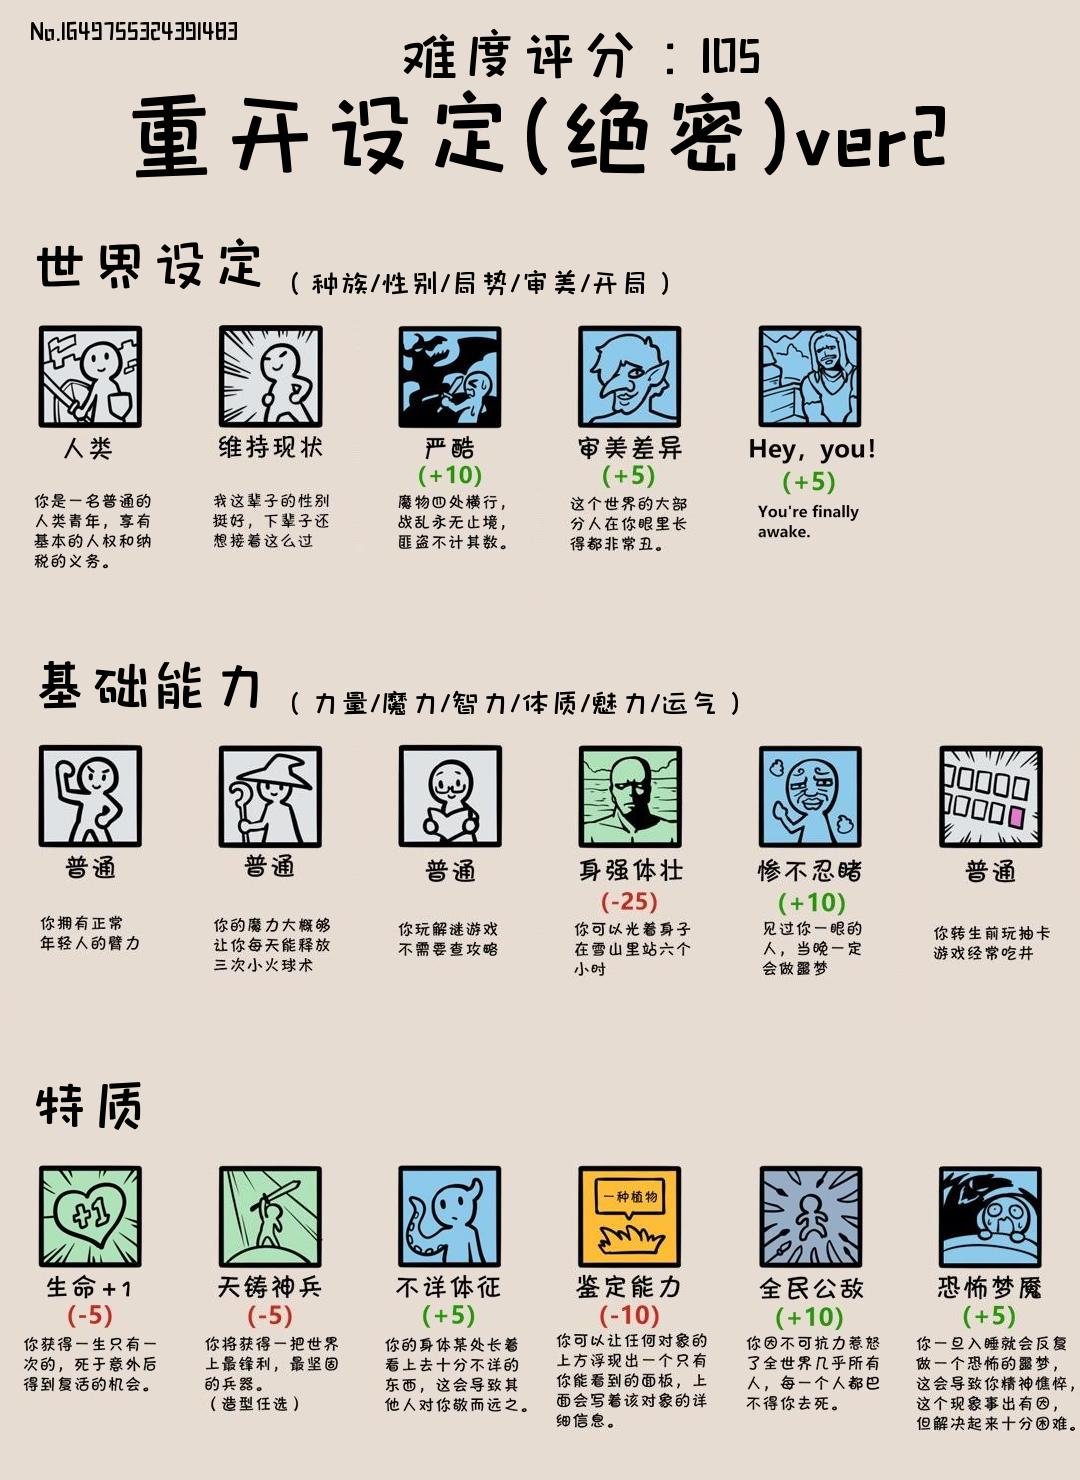 No.1649755324391483
难度评分：105
重开设定(绝密)ver2
世界设定（种族/性别/局势/审美/开局）
人类 维持现状 严酷 审美差异 Hey, you!
(+10) (+5) (+5)
你是一名普通的
人类青年，享有
基本的人权和纳
税的义务。
我这辈子的性别
挺好，下辈子还
想接着这么过
魔物四处横行，
战乱永无止境，
匪盗不计其数。
这个世界的大部
分人在你眼里长
得都非常丑。
You're finally
awake.
基础能力（力量/魔力/智力/体质/魅力/运气）
普通 普通 普通 身强体壮 惨不忍睹 普通
(-25) (+10)
你拥有正常
年轻人的臂力
你的魔力大概够
让你每天能释放
三次小火球术
你玩解谜游戏
不需要查攻略
你可以光着身子
在雪山里站六个
小时
见过你一眼的
人，当晚一定
会做噩梦
你转生前玩抽卡
游戏经常吃井
特质
+1
一种植物
生命+1 天铸神兵 不详体征 鉴定能力 全民公敌 恐怖梦魇
(-5) (-5) (+5) (-10) (+10) (+5)
你获得一生只有一
次的，死于意外后
得到复活的机会。
你将获得一把世界
上最锋利，最坚固
的兵器。
（造型任选）
你的身体某处长着
看上去十分不详的
东西，这会导致其
他人对你敬而远之。
你可以让任何对象的
上方浮现出一个只有
你能看到的面板，上
面会写着该对象的详
细信息。
你因不可抗力惹怒
了全世界几乎所有
人，每一个人都巴
不得你去死。
你一旦入睡就会反复
做一个恐怖的噩梦，
这会导致你精神憔悴，
这个现象事出有因，
但解决起来十分困难。